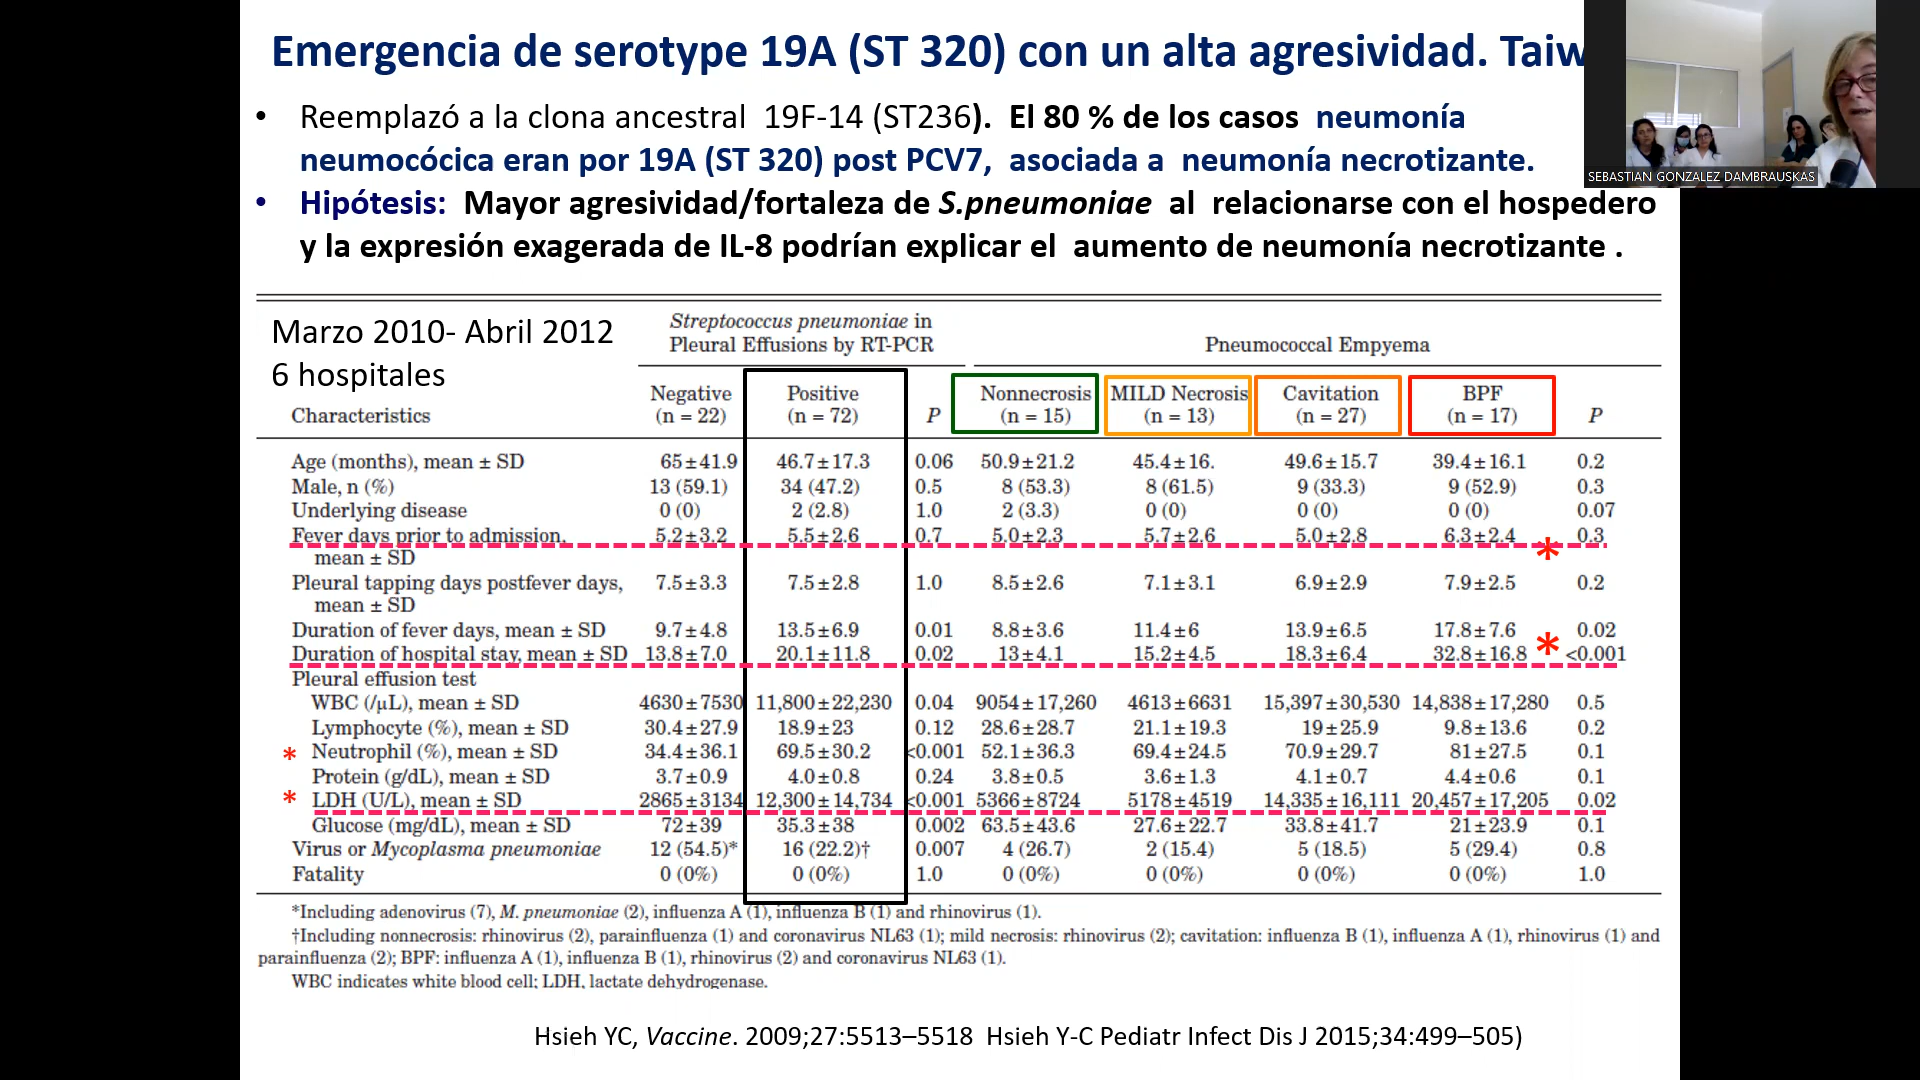 Emergencia de serotype 19A (ST 320) con un alta agresividad. Taiw
SEBASTIAN GONZALEZ DAMBRAUSKAS
• Reemplazó a la clona ancestral 19F-14 (ST236). El 80 % de los casos neumonía
neumocócica eran por 19A (ST 320) post PCV7, asociada a neumonía necrotizante.
• Hipótesis: Mayor agresividad/fortaleza de S.pneumoniae al relacionarse con el hospedero
y la expresión exagerada de IL-8 podrían explicar el aumento de neumonía necrotizante .
Marzo 2010- Abril 2012
6 hospitales
Streptococcus pneumoniae in
Pleural Effusions by RT-PCR
Pneumococcal Empyema
Negative Positive Nonnecrosis MILD Necrosis Cavitation BPF
Characteristics (n = 22) (n = 72) P (n = 15) (n = 13) (n = 27) (n = 17) P
Age (months), mean ± SD 65±41.9 46.7±17.3 0.06 50.9±21.2 45.4±16. 49.6±15.7 39.4±16.1 0.2
Male, n (%) 13 (59.1) 34 (47.2) 0.5 8 (53.3) 8 (61.5) 9 (33.3) 9 (52.9) 0.3
Underlying disease 0 (0) 2 (2.8) 1.0 2 (3.3) 0 (0) 0 (0) 0 (0) 0.07
Fever days prior to admission, 5.2±3.2 5.5±2.6 0.7 5.0±2.3 5.7±2.6 5.0±2.8 6.3±2.4 * 0.3
mean ± SD
Pleural tapping days postfever days, 7.5±3.3 7.5±2.8 1.0 8.5±2.6 7.1±3.1 6.9±2.9 7.9±2.5 0.2
mean ± SD
Duration of fever days, mean ± SD 9.7±4.8 13.5±6.9 0.01 8.8±3.6 11.4±6 13.9±6.5 17.8±7.6 0.02
Duration of hospital stay, mean ± SD 13.8±7.0 20.1±11.8 0.02 13±4.1 15.2±4.5 18.3±6.4 32.8±16.8 * <0.001
Pleural effusion test
WBC (/μL), mean ± SD 4630±7530 11,800±22,230 0.04 9054±17,260 4613±6631 15,397±30,530 14,838±17,280 0.5
Lymphocyte (%), mean ± SD 30.4±27.9 18.9±23 0.12 28.6±28.7 21.1±19.3 19±25.9 9.8±13.6 0.2
* Neutrophil (%), mean ± SD 34.4±36.1 69.5±30.2 <0.001 52.1±36.3 69.4±24.5 70.9±29.7 81±27.5 0.1
Protein (g/dL), mean ± SD 3.7±0.9 4.0±0.8 0.24 3.8±0.5 3.6±1.3 4.1±0.7 4.4±0.6 0.1
* LDH (U/L), mean ± SD 2865±3134 12,300±14,734 <0.001 5366±8724 5178±4519 14,335±16,111 20,457±17,205 0.02
Glucose (mg/dL), mean ± SD 72±39 35.3±38 0.002 63.5±43.6 27.6±22.7 33.8±41.7 21±23.9 0.1
Virus or Mycoplasma pneumoniae 12 (54.5)* 16 (22.2)† 0.007 4 (26.7) 2 (15.4) 5 (18.5) 5 (29.4) 0.8
Fatality 0 (0%) 0 (0%) 1.0 0 (0%) 0 (0%) 0 (0%) 0 (0%) 1.0
*Including adenovirus (7), M. pneumoniae (2), influenza A (1), influenza B (1) and rhinovirus (1).
†Including nonnecrosis: rhinovirus (2), parainfluenza (1) and coronavirus NL63 (1); mild necrosis: rhinovirus (2); cavitation: influenza B (1), influenza A (1), rhinovirus (1) and
parainfluenza (2); BPF: influenza A (1), influenza B (1), rhinovirus (2) and coronavirus NL63 (1).
WBC indicates white blood cell; LDH, lactate dehydrogenase.
Hsieh YC, Vaccine. 2009;27:5513–5518 Hsieh Y-C Pediatr Infect Dis J 2015;34:499–505)